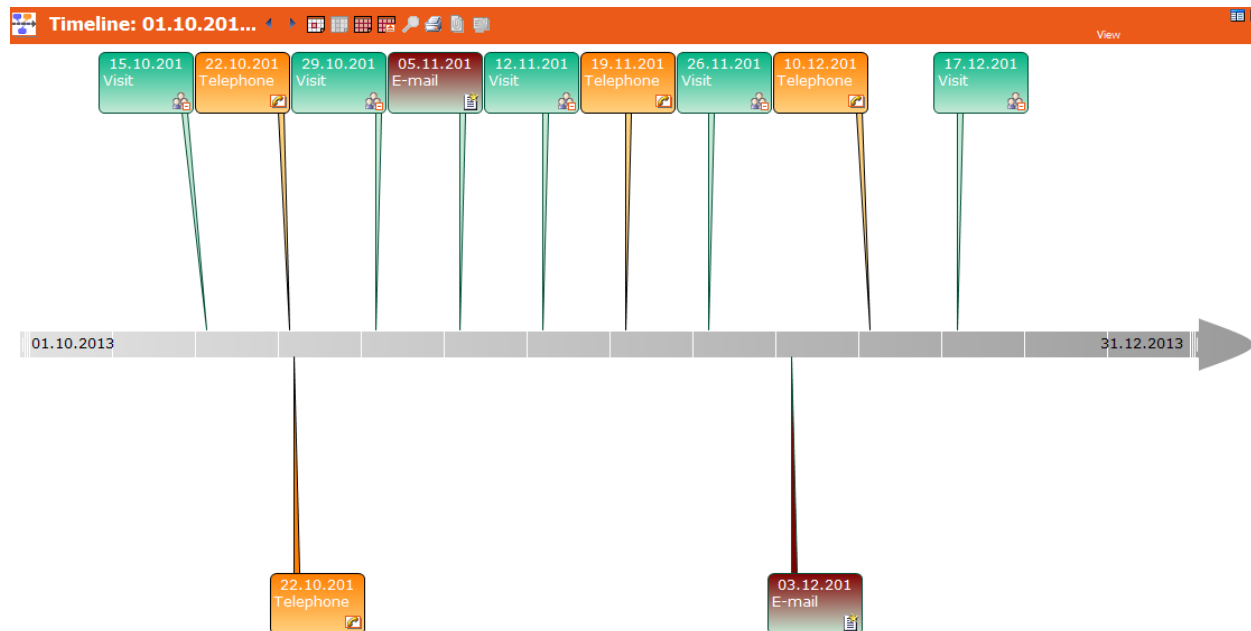 Timeline: 01.10.201...
View
15.10.201
Visit
22.10.201
Telephone
29.10.201
Visit
05.11.201
E-mail
12.11.201
Visit
19.11.201
Telephone
26.11.201
Visit
10.12.201
Telephone
17.12.201
Visit
01.10.2013
31.12.2013
22.10.201
Telephone
03.12.201
E-mail